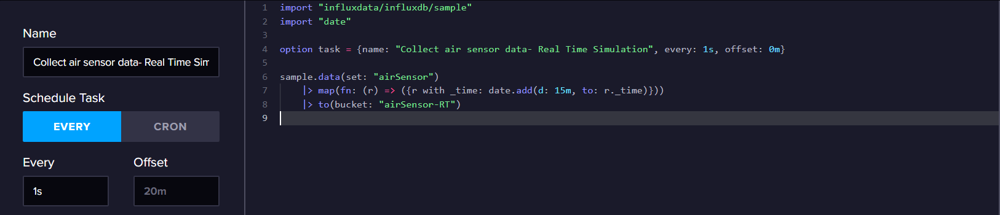 Name
Collect air sensor data- Real Time Sim
Schedule Task
EVERY CRON
Every Offset
1s 20m
1 import "influxdata/influxdb/sample"
2 import "date"
3
4 option task = {name: "Collect air sensor data- Real Time Simulation", every: 1s, offset: 0m}
5
6 sample.data(set: "airSensor")
7 |> map(fn: (r) => ({r with _time: date.add(d: 15m, to: r._time)}))
8 |> to(bucket: "airSensor-RT")
9